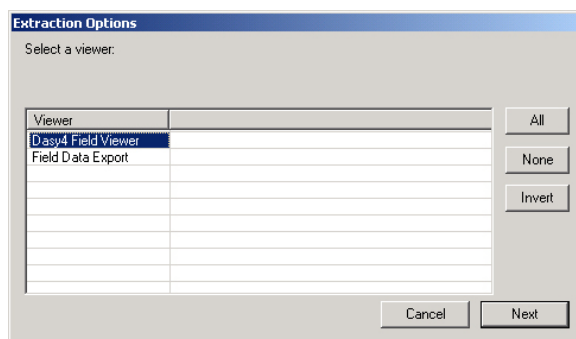 Extraction Options
Select a viewer:
Viewer
Dasy4 Field Viewer
Field Data Export
All
None
Invert
Cancel
Next